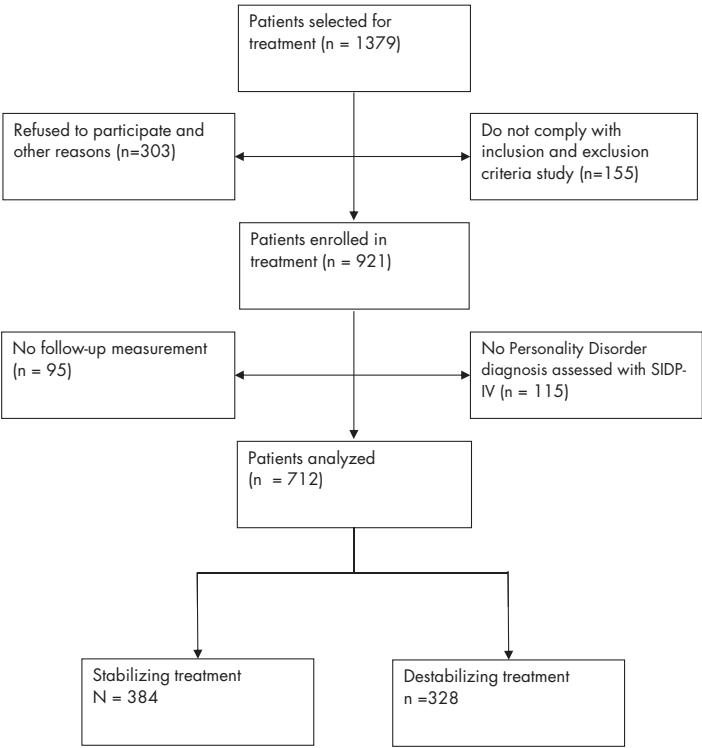 Patients selected for
treatment (n = 1379)
Refused to participate and
other reasons (n=303)
Do not comply with
inclusion and exclusion
criteria study (n=155)
Patients enrolled in
treatment (n = 921)
No follow-up measurement
(n = 95)
No Personality Disorder
diagnosis assessed with SIDP-
IV (n = 115)
Patients analyzed
(n = 712)
Stabilizing treatment
N = 384
Destabilizing treatment
n =328